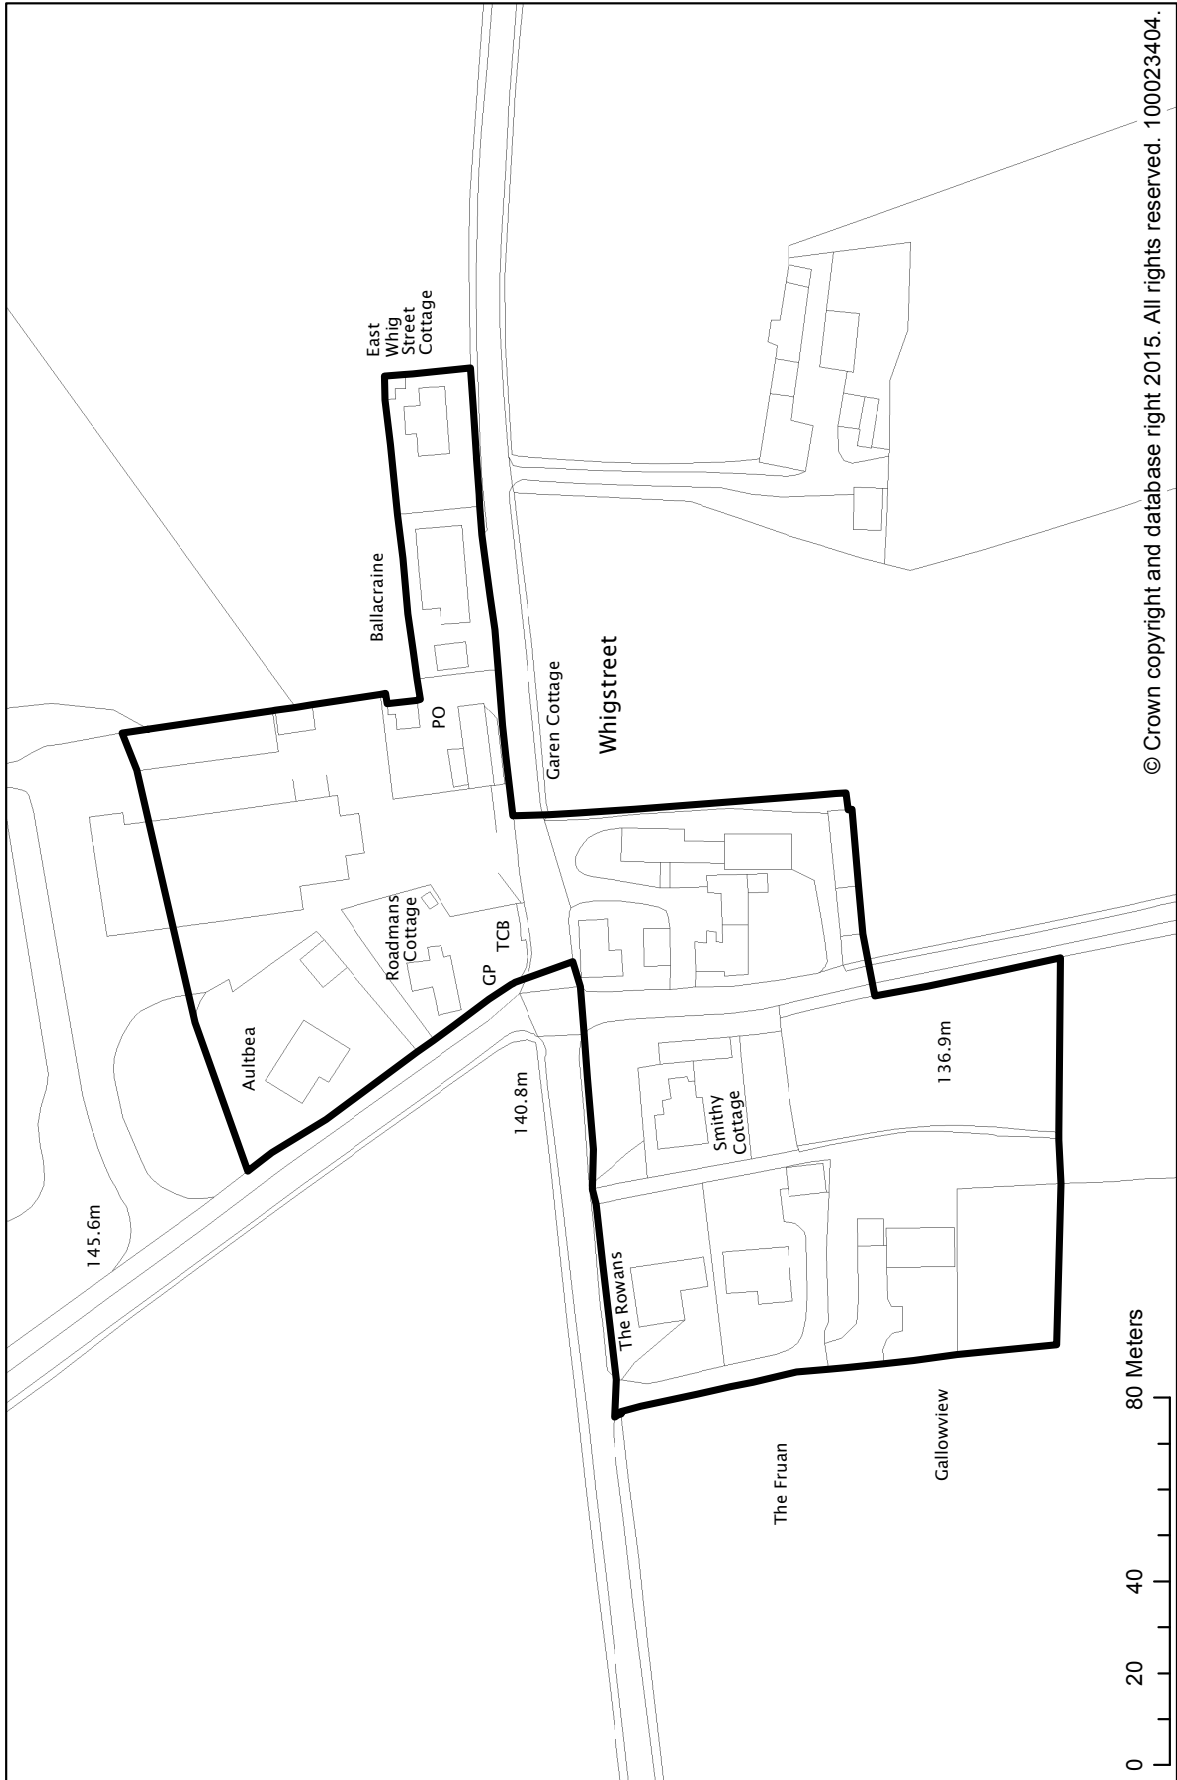 145.6m
Aultbea
Roadmans
Cottage
GP
TCB
PO
Ballacraine
East
Whig
Street
Cottage
140.8m
Garen Cottage
Whigstreet
The Rowans
Smithy
Cottage
136.9m
The Fruan
Gallowview
0
20
40
80 Meters
© Crown copyright and database right 2015. All rights reserved. 100023404.